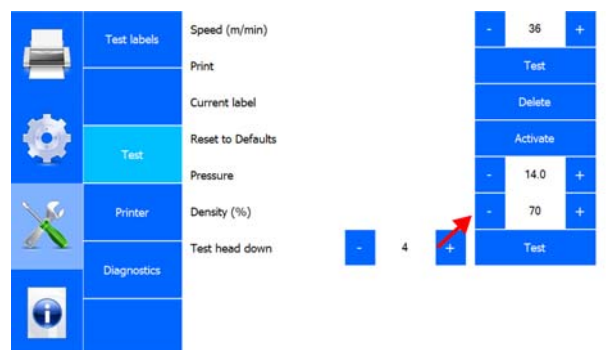 Test labels
Test
Printer
Diagnostics
Speed (m/min) - 36 +
Print Test
Current label Delete
Reset to Defaults Activate
Pressure - 14.0 +
Density (%) - 70 +
Test head down - 4 + Test